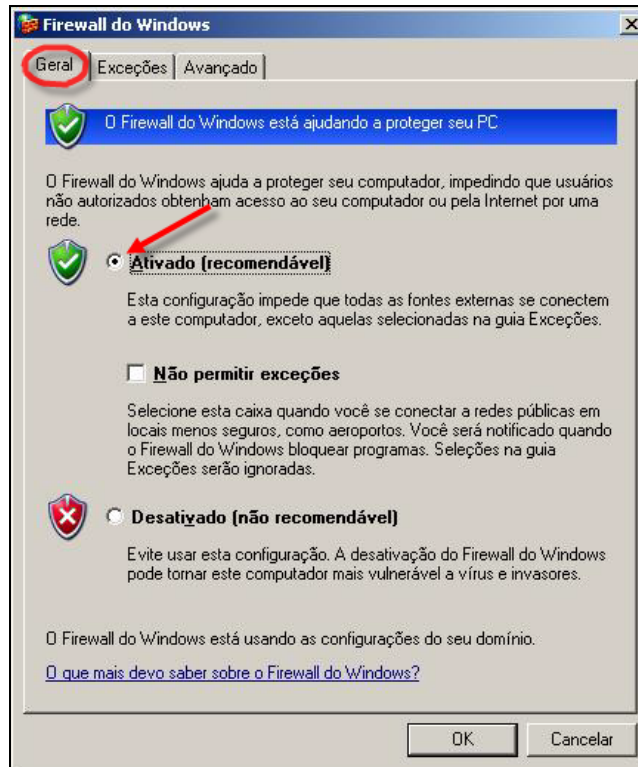 Firewall do Windows
Geral
Exceções
Avançado
O Firewall do Windows está ajudando a proteger seu PC
O Firewall do Windows ajuda a proteger seu computador, impedindo que usuários
não autorizados obtenham acesso ao seu computador ou pela Internet por uma
rede.
Ativado (recomendável)
Esta configuração impede que todas as fontes externas se conectem
a este computador, exceto aquelas selecionadas na guia Exceções.
Não permitir exceções
Selecione esta caixa quando você se conectar a redes públicas em
locais menos seguros, como aeroportos. Você será notificado quando
o Firewall do Windows bloquear programas. Seleções na guia
Exceções serão ignoradas.
Desativado (não recomendável)
Evite usar esta configuração. A desativação do Firewall do Windows
pode tornar este computador mais vulnerável a vírus e invasores.
O Firewall do Windows está usando as configurações do seu domínio.
O que mais devo saber sobre o Firewall do Windows?
OK
Cancelar